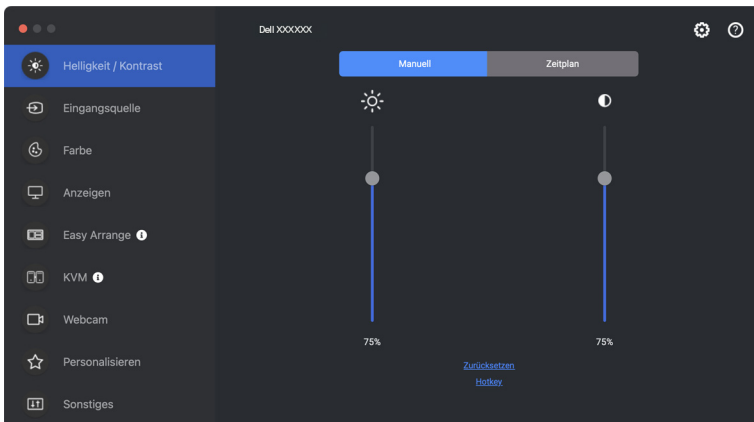 Dell XXXXXX
Helligkeit / Kontrast
Eingangsquelle
Farbe
Anzeigen
Easy Arrange
KVM
Webcam
Personalisieren
Sonstiges
Manuell
Zeitplan
75%
75%
Zurücksetzen
Hotkey